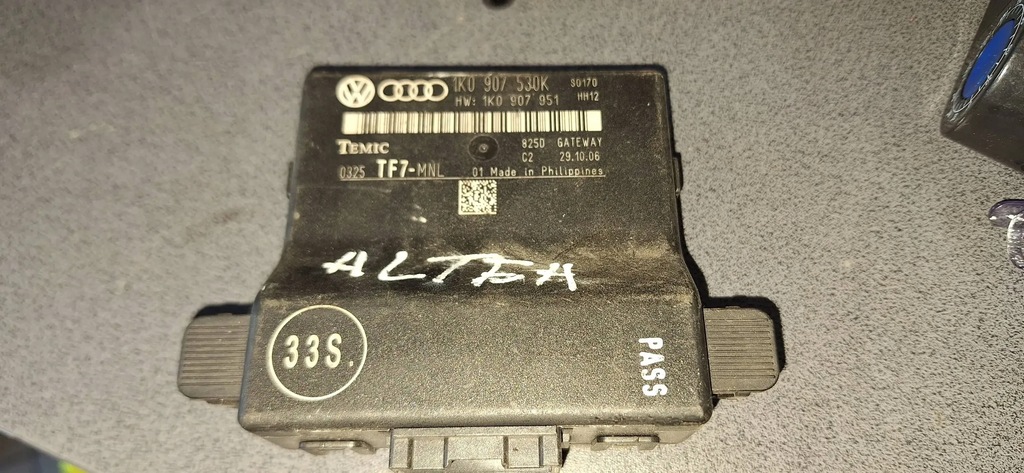 1K0 907 530K S0170
HW: 1K0 907 951 HH12
TEMIC 825D GATEWAY
C2 29.10.06
0325 TF7-MNL 01 Made in Philippines
ALTEA
33S.
PASS